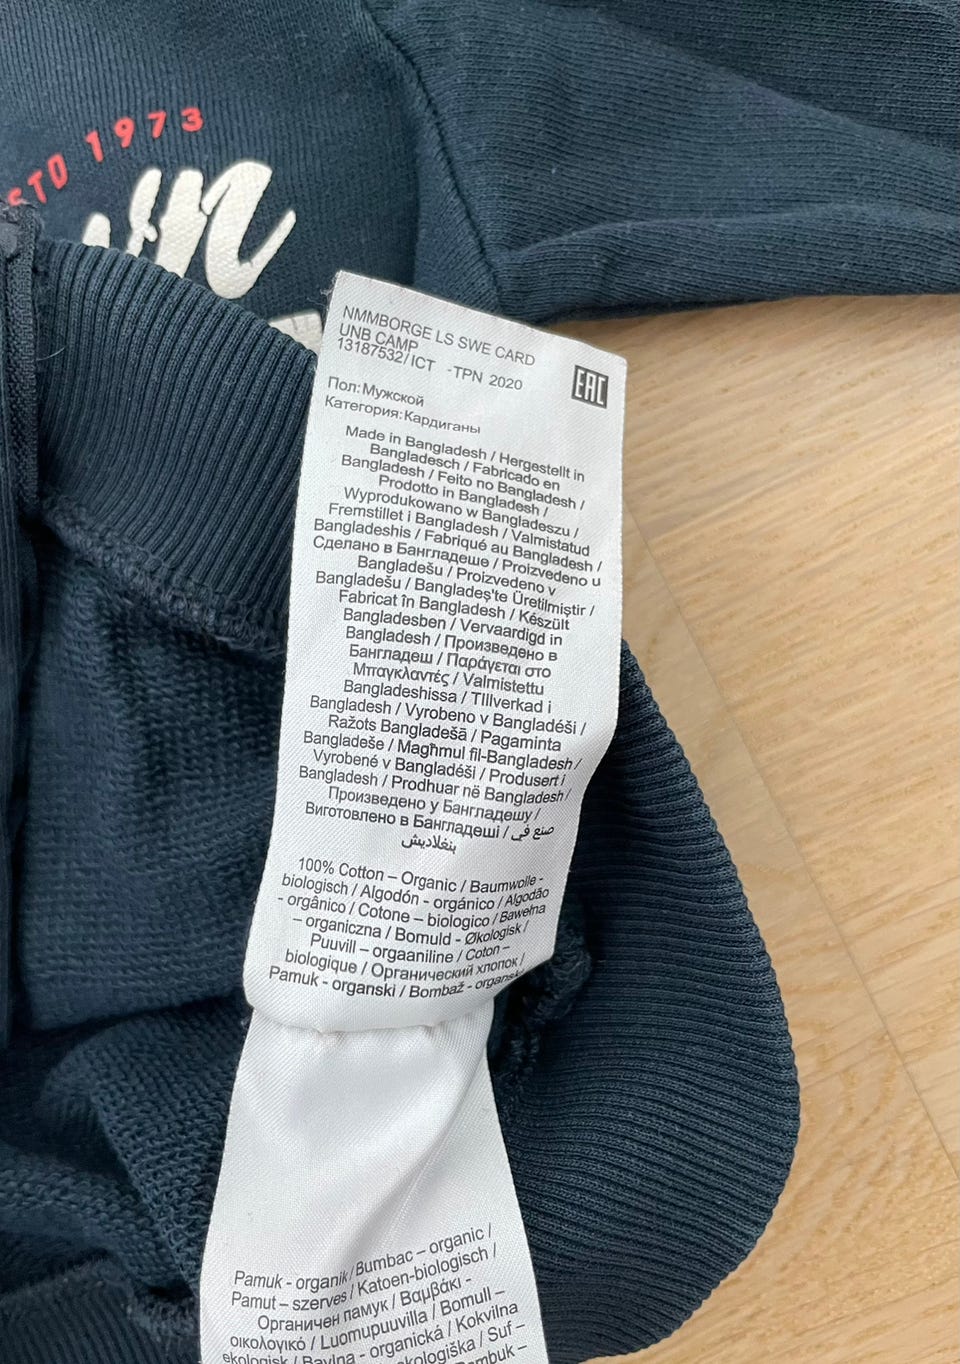 STD 1973
NMMBORGE LS SWE CARD
UNB CAMP
13187532/ICT -TPN 2020
EAC
Пол:Мужской
Категория:Кардиганы
Made in Bangladesh / Hergestellt in
Bangladesch / Fabricado en
Bangladesh / Feito no Bangladesh /
Prodotto in Bangladesh /
Wyprodukowano w Bangladeszu /
Fremstillet i Bangladesh / Valmistatud
Bangladeshis / Fabriqué au Bangladesh /
Сделано в Бангладеше / Proizvedeno u
Bangladešu / Proizvedeno v
Bangladešu / Bangladeş'te Üretilmiştir /
Fabricat în Bangladesh / Készült
Bangladesben / Vervaardigd in
Bangladesh / Произведено в
Бангладеш / Παράγεται στο
Μπαγκλαντές / Valmistettu
Bangladeshissa / TIllverkad i
Bangladesh / Vyrobeno v Bangladéši /
Ražots Bangladešā / Pagaminta
Bangladeše / Magħmul fil-Bangladesh /
Vyrobené v Bangladéši / Produsert i
Bangladesh / Prodhuar në Bangladesh /
Произведено у Бангладешу /
Виготовлено в Бангладеші / صنع في
بنغلاديش
100% Cotton – Organic / Baumwolle -
biologisch / Algodón - orgánico / Algodão
- orgânico / Cotone – biologico / Bawełna
– organiczna / Bomuld - Økologisk /
Puuvill – orgaaniline / Coton –
biologique / Органический хлопок /
Pamuk - organski / Bombaž - organski
Pamuk - organik / Bumbac – organic /
Pamut – szerves / Katoen-biologisch /
Органичен памук / Βαμβάκι -
οικολογικό / Luomupuuvilla / Bomull –
ekologisk / Bavlna - organická / Kokvilna
ekoloģiska / Suf –